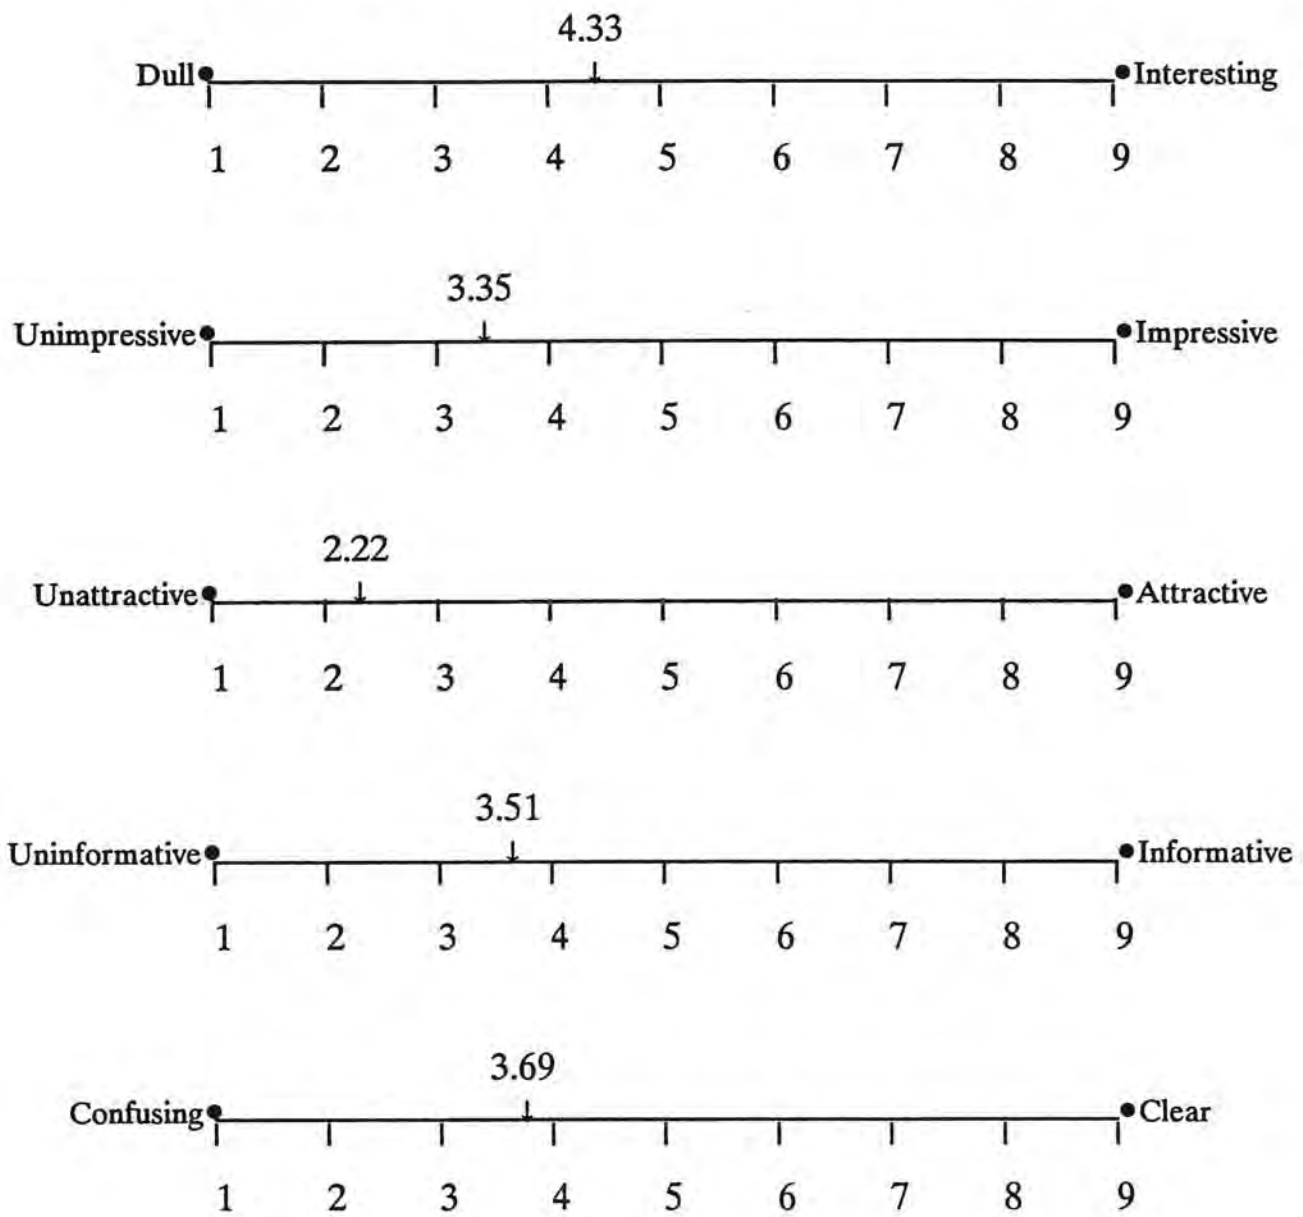 4.33
Dull Interesting
1 2 3 4 5 6 7 8 9
3.35
Unimpressive Impressive
1 2 3 4 5 6 7 8 9
2.22
Unattractive Attractive
1 2 3 4 5 6 7 8 9
3.51
Uninformative Informative
1 2 3 4 5 6 7 8 9
3.69
Confusing Clear
1 2 3 4 5 6 7 8 9